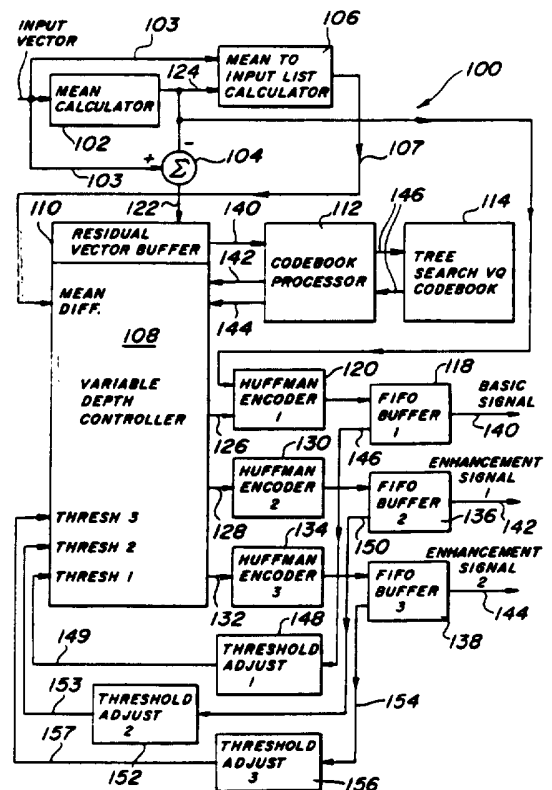 INPUT
VECTOR
103
106
MEAN TO
INPUT LIST
CALCULATOR
124
100
MEAN
CALCULATOR
102
-
+
Σ
104
103
107
122
110
RESIDUAL
VECTOR BUFFER
140
112
146
114
142
CODEBOOK
PROCESSOR
TREE
SEARCH VQ
CODEBOOK
144
MEAN
DIFF.
108
VARIABLE
DEPTH
CONTROLLER
120
HUFFMAN
ENCODER
1
118
FIFO
BUFFER
1
BASIC
SIGNAL
126
146
140
130
HUFFMAN
ENCODER
2
ENHANCEMENT
SIGNAL
1
FIFO
BUFFER
2
136
128
150
142
THRESH 3
THRESH 2
THRESH 1
134
HUFFMAN
ENCODER
3
ENHANCEMENT
SIGNAL
2
FIFO
BUFFER
3
132
144
138
149
148
THRESHOLD
ADJUST
1
153
THRESHOLD
ADJUST
2
154
157
152
THRESHOLD
ADJUST
3
156